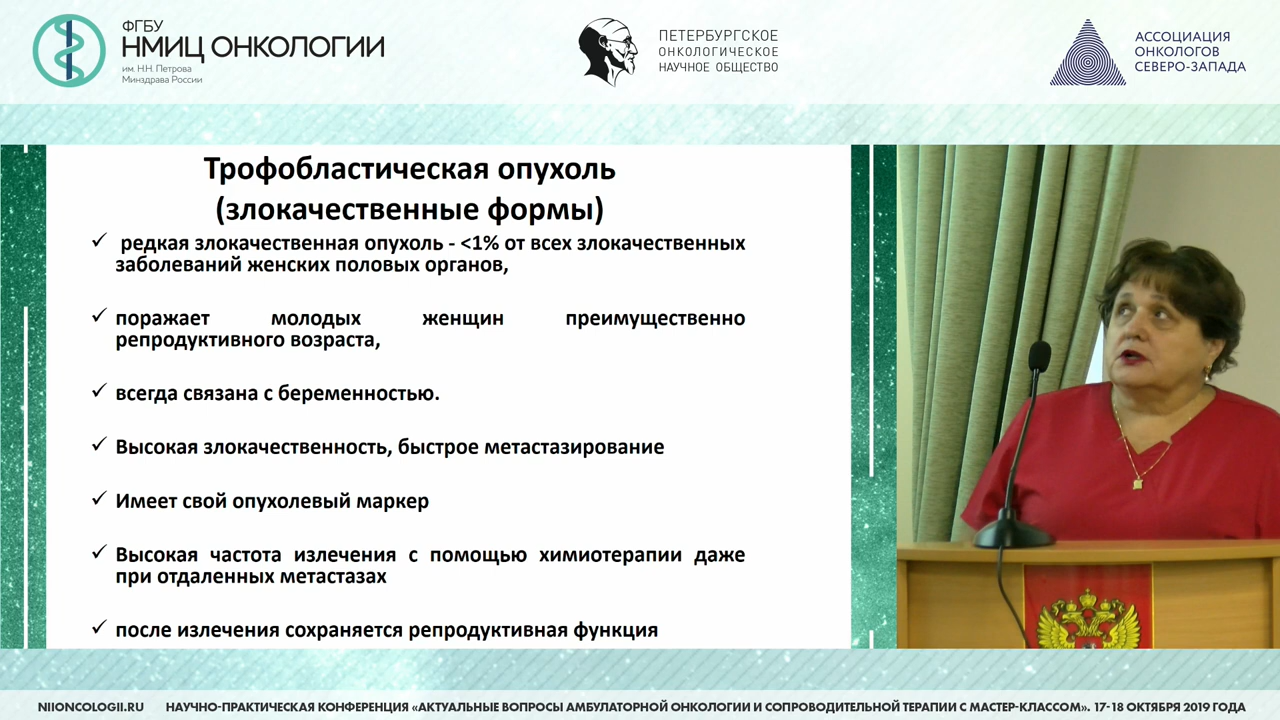 ФГБУ
НМИЦ ОНКОЛОГИИ
им. Н.Н. Петрова
Минздрава России
ПЕТЕРБУРГСКОЕ
ОНКОЛОГИЧЕСКОЕ
НАУЧНОЕ ОБЩЕСТВО
АССОЦИАЦИЯ
ОНКОЛОГОВ
СЕВЕРО-ЗАПАДА
Трофобластическая опухоль
(злокачественные формы)
✓ редкая злокачественная опухоль - <1% от всех злокачественных
заболеваний женских половых органов,
✓ поражает молодых женщин преимущественно
репродуктивного возраста,
✓ всегда связана с беременностью.
✓ Высокая злокачественность, быстрое метастазирование
✓ Имеет свой опухолевый маркер
✓ Высокая частота излечения с помощью химиотерапии даже
при отдаленных метастазах
✓ после излечения сохраняется репродуктивная функция
NIIONCOLOGII.RU НАУЧНО-ПРАКТИЧЕСКАЯ КОНФЕРЕНЦИЯ «АКТУАЛЬНЫЕ ВОПРОСЫ АМБУЛАТОРНОЙ ОНКОЛОГИИ И СОПРОВОДИТЕЛЬНОЙ ТЕРАПИИ С МАСТЕР-КЛАССОМ». 17-18 ОКТЯБРЯ 2019 ГОДА